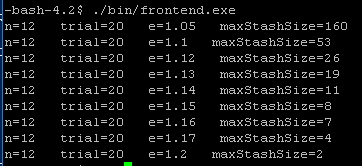 -bash-4.2$ ./bin/frontend.exe
n=12 trial=20 e=1.05 maxStashSize=160
n=12 trial=20 e=1.1 maxStashSize=53
n=12 trial=20 e=1.12 maxStashSize=26
n=12 trial=20 e=1.13 maxStashSize=19
n=12 trial=20 e=1.14 maxStashSize=11
n=12 trial=20 e=1.15 maxStashSize=8
n=12 trial=20 e=1.16 maxStashSize=7
n=12 trial=20 e=1.17 maxStashSize=4
n=12 trial=20 e=1.2 maxStashSize=2